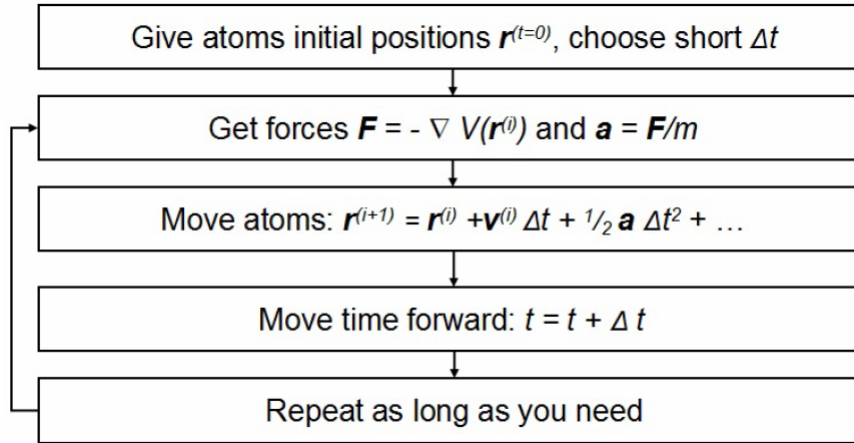 Give atoms initial positions r⁽ᵗ⁼⁰⁾, choose short Δt
Get forces F = - ∇ V(r⁽ⁱ⁾) and a = F/m
Move atoms: r⁽ⁱ⁺¹⁾ = r⁽ⁱ⁾ +v⁽ⁱ⁾ Δt + ¹/₂ a Δt² + …
Move time forward: t = t + Δ t
Repeat as long as you need